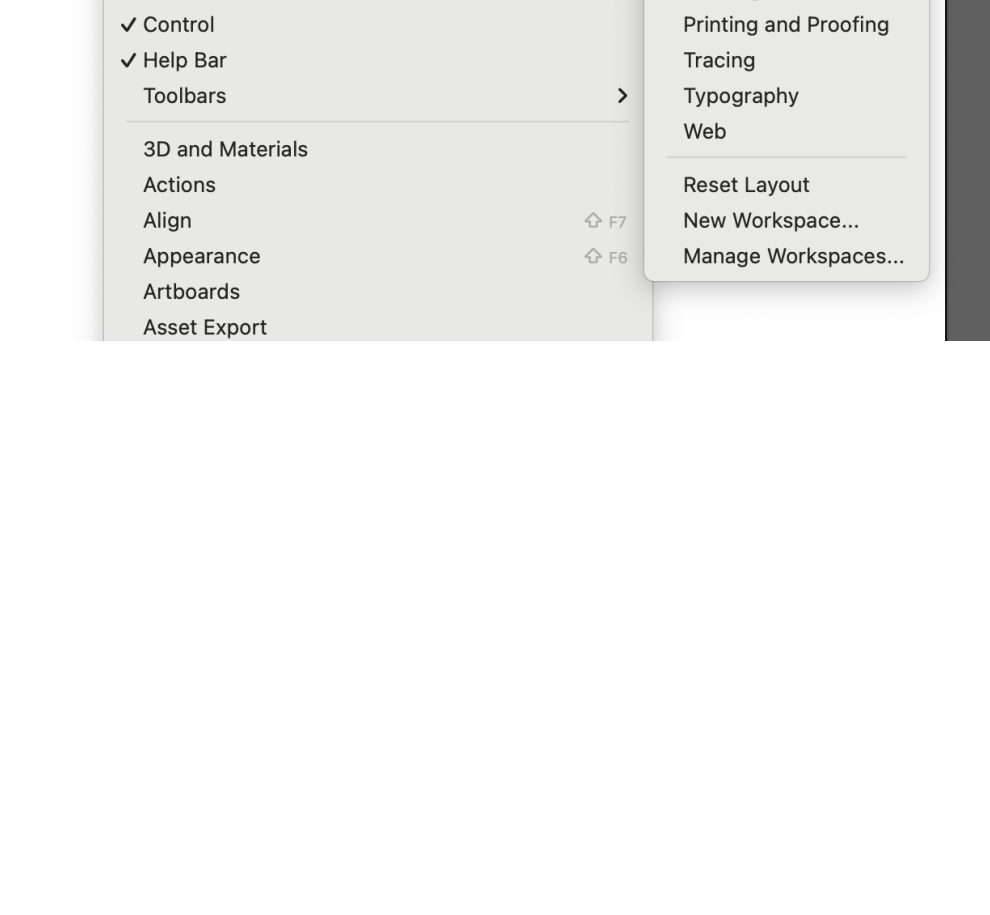 ✓ Control
✓ Help Bar
Toolbars >
3D and Materials
Actions
Align ⇧ F7
Appearance ⇧ F6
Artboards
Asset Export
Printing and Proofing
Tracing
Typography
Web
Reset Layout
New Workspace...
Manage Workspaces...